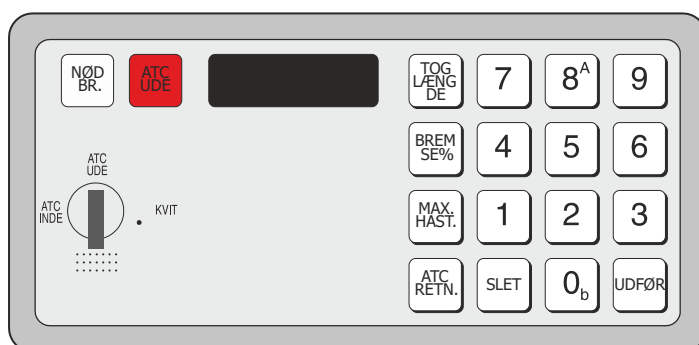 NØD
BR.
ATC
UDE
TOG
LÆNG
DE
7
8A
9
BREM
SE%
4
5
6
ATC
UDE
ATC
INDE
KVIT
MAX.
HAST.
1
2
3
ATC
RETN.
SLET
0b
UDFØR